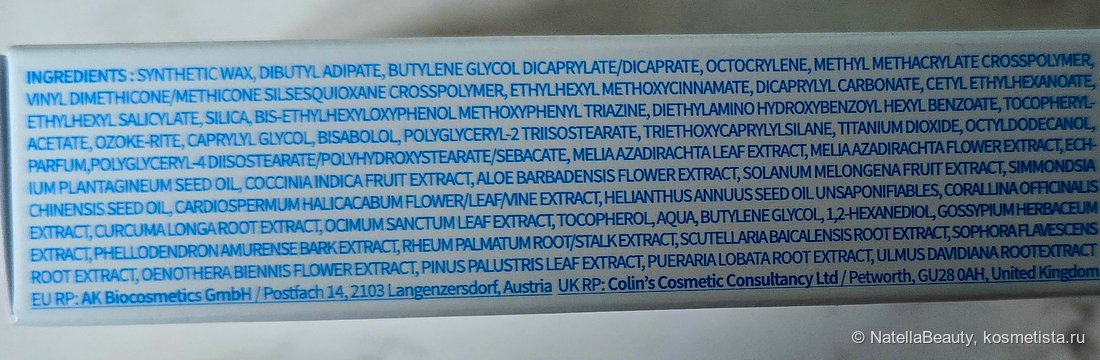 INGREDIENTS : SYNTHETIC WAX, DIBUTYL ADIPATE, BUTYLENE GLYCOL DICAPRYLATE/DICAPRATE, OCTOCRYLENE, METHYL METHACRYLATE CROSSPOLYMER,
VINYL DIMETHICONE/METHICONE SILSESQUIOXANE CROSSPOLYMER, ETHYLHEXYL METHOXYCINNAMATE, DICAPRYLYL CARBONATE, CETYL ETHYLHEXANOATE,
ETHYLHEXYL SALICYLATE, SILICA, BIS-ETHYLHEXYLOXYPHENOL METHOXYPHENYL TRIAZINE, DIETHYLAMINO HYDROXYBENZOYL HEXYL BENZOATE, TOCOPHERYL-
ACETATE, OZOKE-RITE, CAPRYLYL GLYCOL, BISABOLOL, POLYGLYCERYL-2 TRIISOSTEARATE, TRIETHOXYCAPRYLYLSILANE, TITANIUM DIOXIDE, OCTYLDODECANOL,
PARFUM,POLYGLYCERYL-4 DIISOSTEARATE/POLYHYDROXYSTEARATE/SEBACATE, MELIA AZADIRACHTA LEAF EXTRACT, MELIA AZADIRACHTA FLOWER EXTRACT, ECH-
IUM PLANTAGINEUM SEED OIL, COCCINIA INDICA FRUIT EXTRACT, ALOE BARBADENSIS FLOWER EXTRACT, SOLANUM MELONGENA FRUIT EXTRACT, SIMMONDSIA
CHINENSIS SEED OIL, CARDIOSPERMUM HALICACABUM FLOWER/LEAF/VINE EXTRACT, HELIANTHUS ANNUUS SEED OIL UNSAPONIFIABLES, CORALLINA OFFICINALIS
EXTRACT, CURCUMA LONGA ROOT EXTRACT, OCIMUM SANCTUM LEAF EXTRACT, TOCOPHEROL, AQUA, BUTYLENE GLYCOL, 1,2-HEXANEDIOL, GOSSYPIUM HERBACEUM
EXTRACT, PHELLODENDRON AMURENSE BARK EXTRACT, RHEUM PALMATUM ROOT/STALK EXTRACT, SCUTELLARIA BAICALENSIS ROOT EXTRACT, SOPHORA FLAVESCENS
ROOT EXTRACT, OENOTHERA BIENNIS FLOWER EXTRACT, PINUS PALUSTRIS LEAF EXTRACT, PUERARIA LOBATA ROOT EXTRACT, ULMUS DAVIDIANA ROOTEXTRACT
EU RP: AK Biocosmetics GmbH / Postfach 14, 2103 Langenzersdorf, Austria UK RP: Colin's Cosmetic Consultancy Ltd / Petworth, GU28 0AH, United Kingdom
© NatellaBeauty, kosmetista.ru